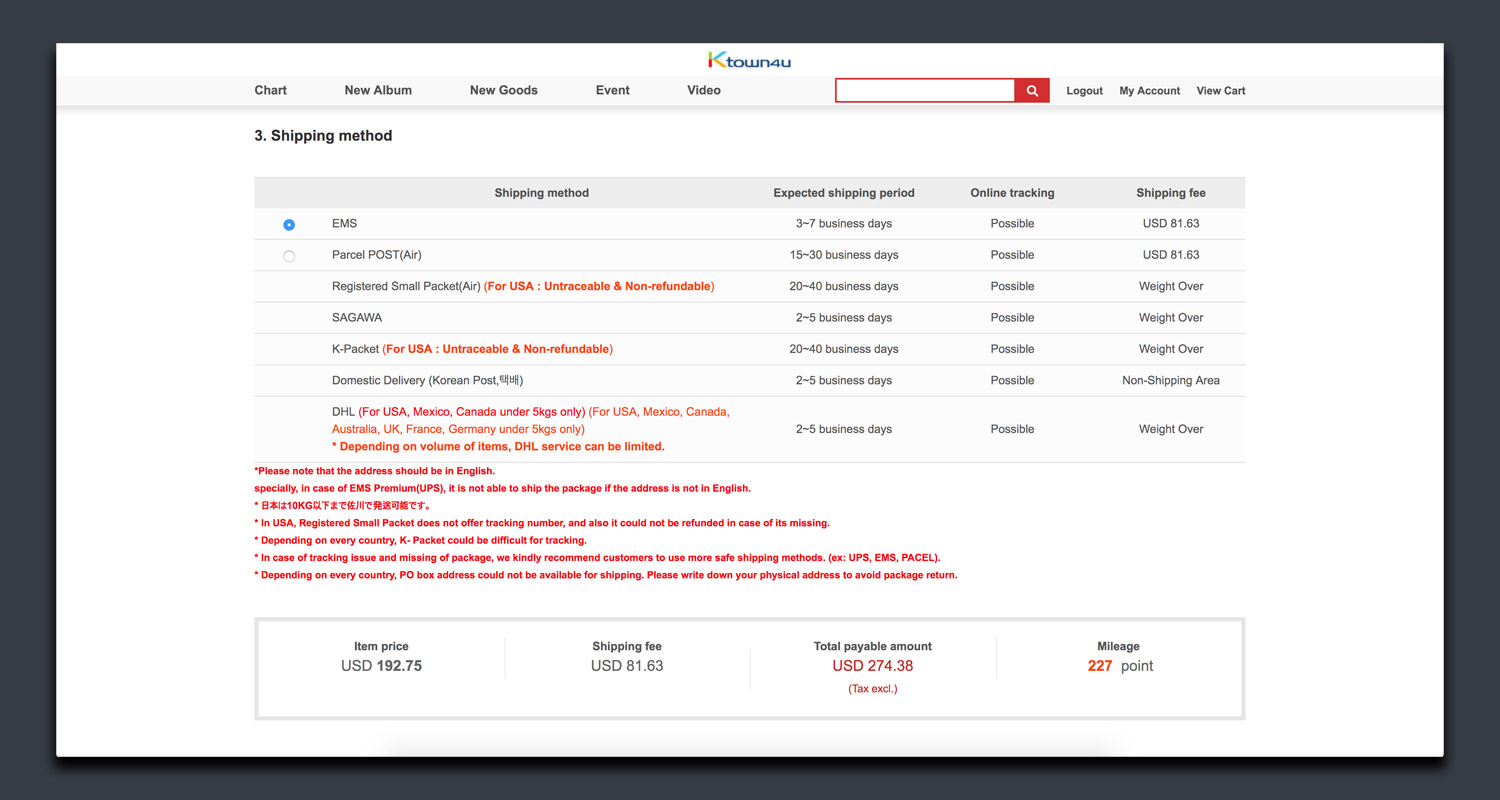 Ktown4u
Chart New Album New Goods Event Video Logout My Account View Cart
3. Shipping method
Shipping method Expected shipping period Online tracking Shipping fee
EMS 3~7 business days Possible USD 81.63
Parcel POST(Air) 15~30 business days Possible USD 81.63
Registered Small Packet(Air) (For USA : Untraceable & Non-refundable) 20~40 business days Possible Weight Over
SAGAWA 2~5 business days Possible Weight Over
K-Packet (For USA : Untraceable & Non-refundable) 20~40 business days Possible Weight Over
Domestic Delivery (Korean Post,택배) 2~5 business days Possible Non-Shipping Area
DHL (For USA, Mexico, Canada under 5kgs only) (For USA, Mexico, Canada,
Australia, UK, France, Germany under 5kgs only) 2~5 business days Possible Weight Over
* Depending on volume of items, DHL service can be limited.
*Please note that the address should be in English.
specially, in case of EMS Premium(UPS), it is not able to ship the package if the address is not in English.
* 日本は10KG以下まで佐川で発送可能です。
* In USA, Registered Small Packet does not offer tracking number, and also it could not be refunded in case of its missing.
* Depending on every country, K- Packet could be difficult for tracking.
* In case of tracking issue and missing of package, we kindly recommend customers to use more safe shipping methods. (ex: UPS, EMS, PACEL).
* Depending on every country, PO box address could not be available for shipping. Please write down your physical address to avoid package return.
Item price Shipping fee Total payable amount Mileage
USD 192.75 USD 81.63 USD 274.38 227 point
(Tax excl.)